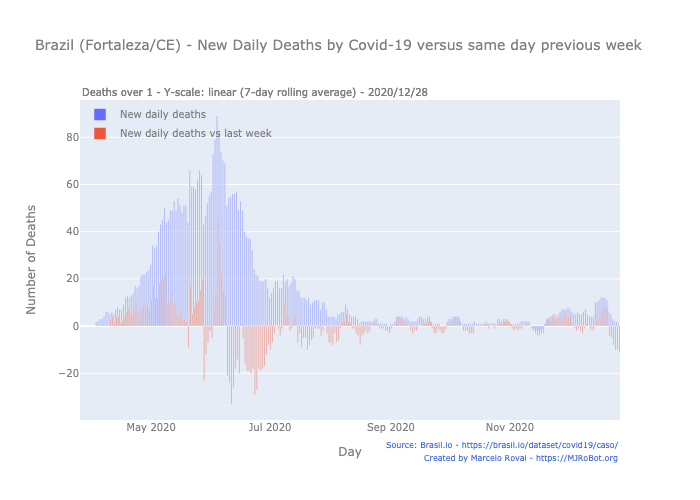 Brazil (Fortaleza/CE) - New Daily Deaths by Covid-19 versus same day previous week
Deaths over 1 - Y-scale: linear (7-day rolling average) - 2020/12/28
New daily deaths
New daily deaths vs last week
80
60
40
20
0
−20
Number of Deaths
May 2020
Jul 2020
Sep 2020
Nov 2020
Day
Source: Brasil.io - https://brasil.io/dataset/covid19/caso/
Created by Marcelo Rovai - https://MJRoBot.org